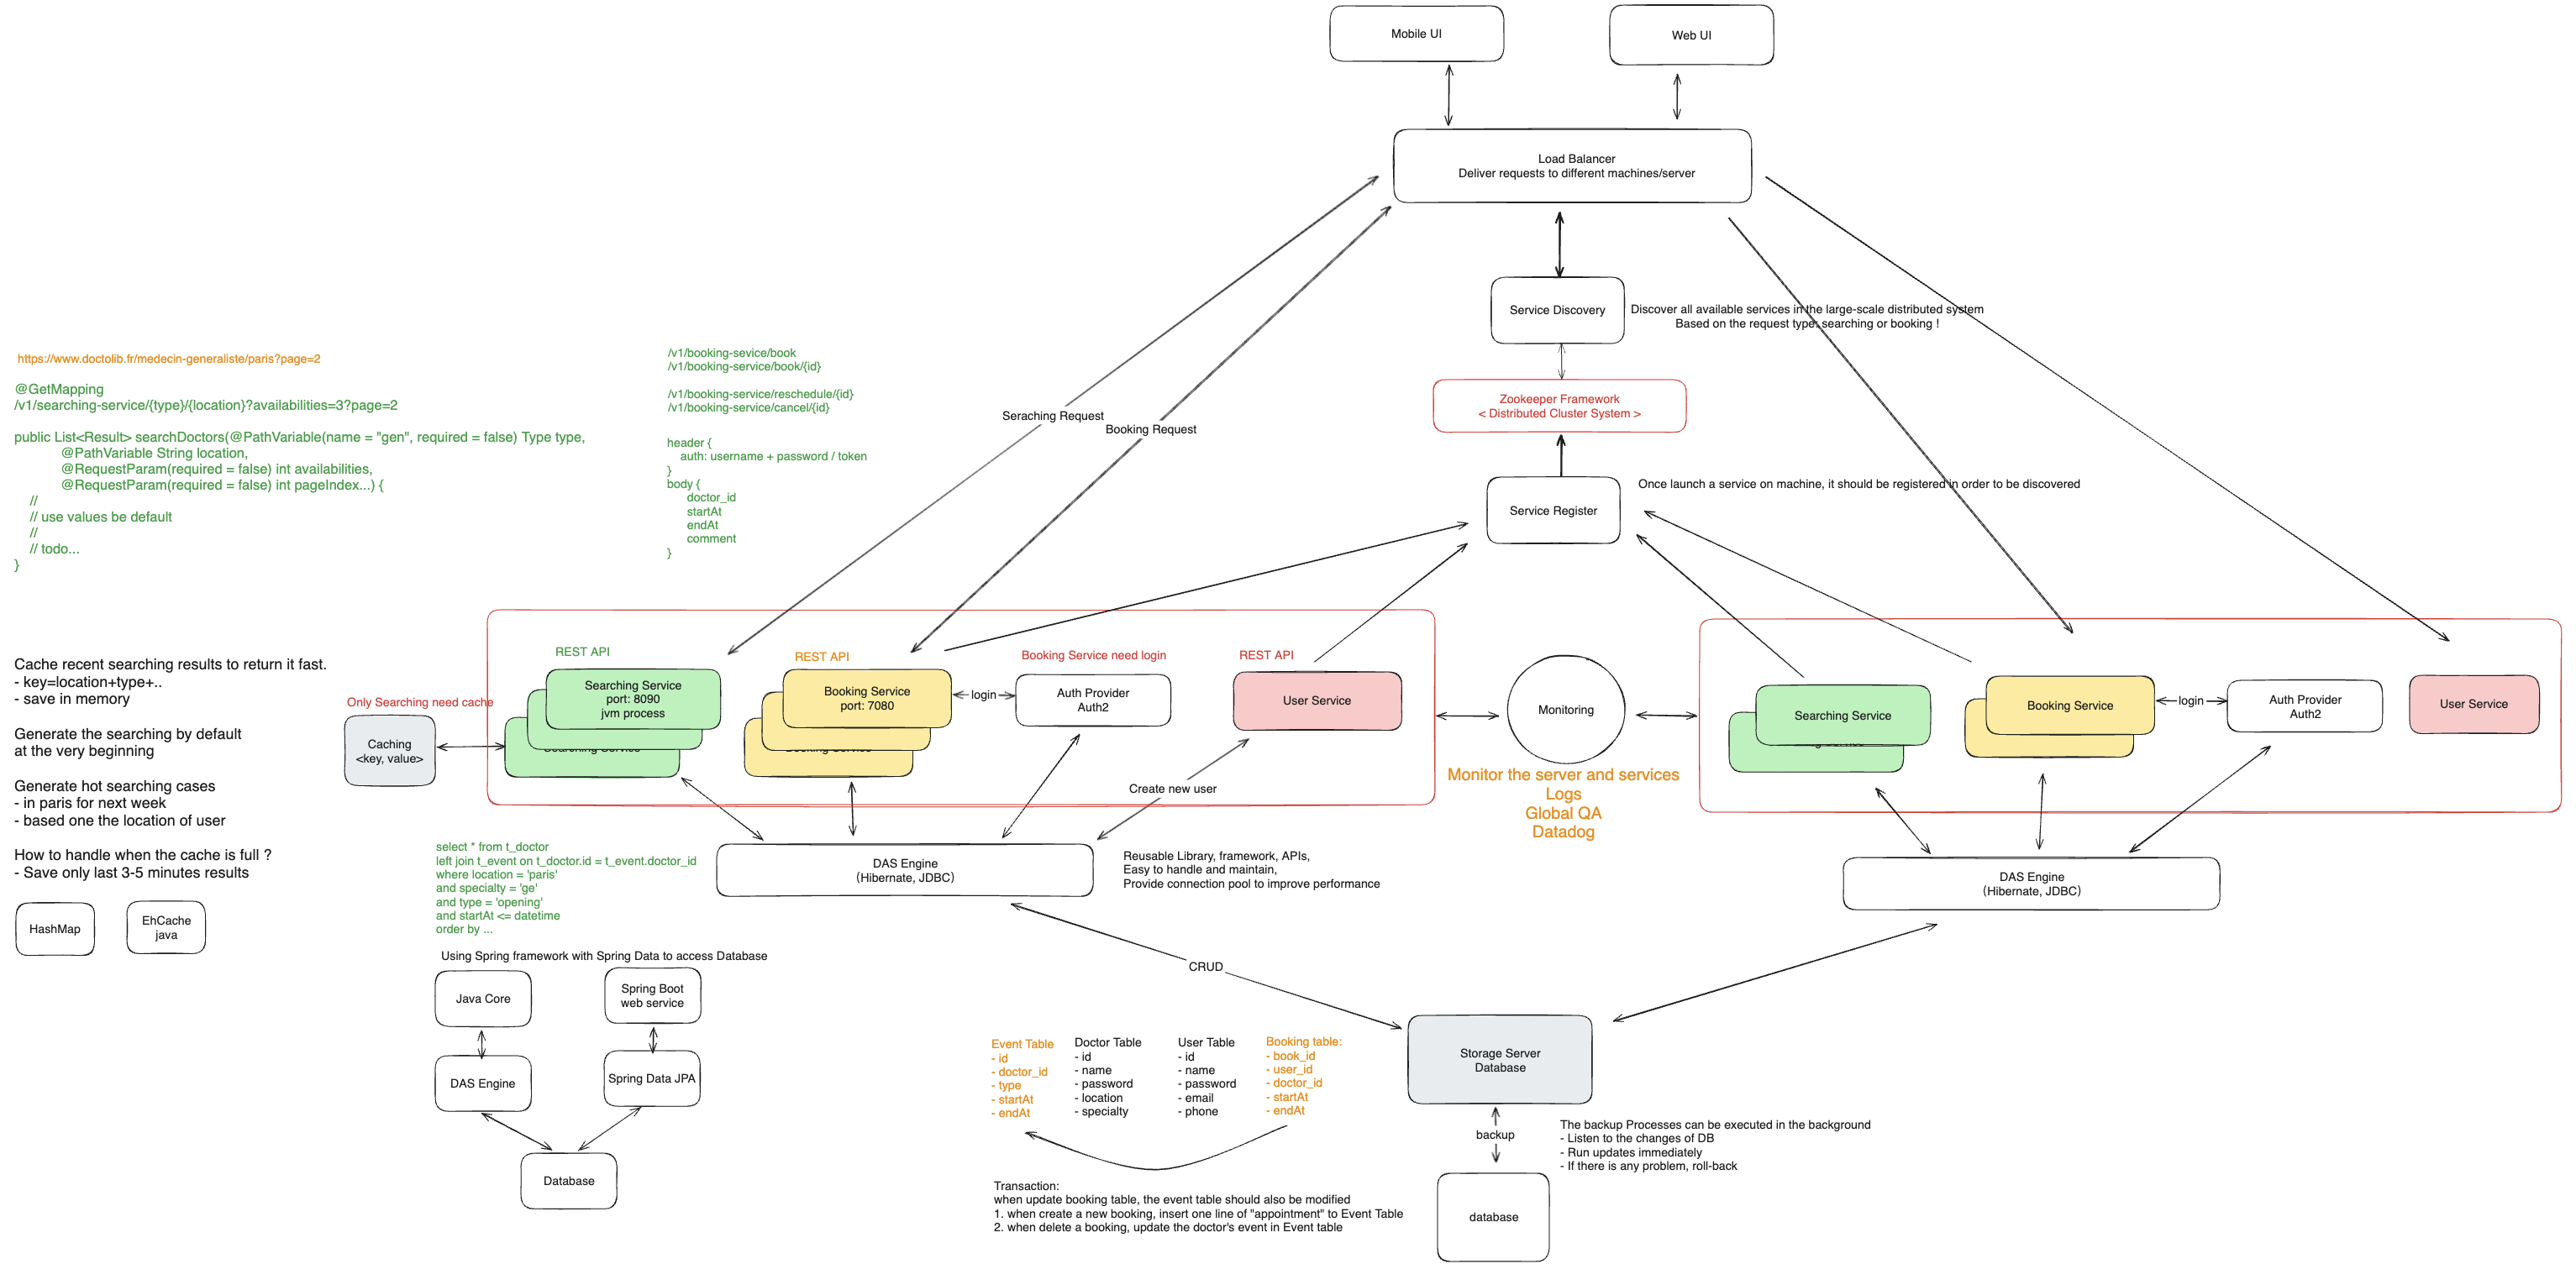 Mobile UI
Web UI
Load Balancer
Deliver requests to different machines/server
Service Discovery
Discover all available services in the large-scale distributed system
Based on the request type: searching or booking !
Zookeeper Framework
< Distributed Cluster System >
Service Register
Once launch a service on machine, it should be registered in order to be discovered
Seraching Request
Booking Request
https://www.doctolib.fr/medecin-generaliste/paris?page=2
@GetMapping
/v1/searching-service/{type}/{location}?availabilities=3?page=2
public List<Result> searchDoctors(@PathVariable(name = "gen", required = false) Type type,
@PathVariable String location,
@RequestParam(required = false) int availabilities,
@RequestParam(required = false) int pageIndex...) {
//
// use values be default
//
// todo...
}
/v1/booking-sevice/book
/v1/booking-service/book/{id}
/v1/booking-service/reschedule/{id}
/v1/booking-service/cancel/{id}
header {
auth: username + password / token
}
body {
doctor_id
startAt
endAt
comment
}
Cache recent searching results to return it fast.
- key=location+type+..
- save in memory
Generate the searching by default
at the very beginning
Generate hot searching cases
- in paris for next week
- based one the location of user
How to handle when the cache is full ?
- Save only last 3-5 minutes results
HashMap
EhCache
java
Only Searching need cache
Caching
<key, value>
REST API
Searching Service
port: 8090
jvm process
REST API
Booking Service
port: 7080
login
Booking Service need login
Auth Provider
Auth2
REST API
User Service
Create new user
Monitoring
Monitor the server and services
Logs
Global QA
Datadog
Searching Service
Booking Service
login
Auth Provider
Auth2
User Service
DAS Engine
(Hibernate, JDBC)
Reusable Library, framework, APIs,
Easy to handle and maintain,
Provide connection pool to improve performance
DAS Engine
(Hibernate, JDBC)
select * from t_doctor
left join t_event on t_doctor.id = t_event.doctor_id
where location = 'paris'
and specialty = 'ge'
and type = 'opening'
and startAt <= datetime
order by ...
Using Spring framework with Spring Data to access Database
Java Core
Spring Boot
web service
DAS Engine
Spring Data JPA
Database
CRUD
Event Table
- id
- doctor_id
- type
- startAt
- endAt
Doctor Table
- id
- name
- password
- location
- specialty
User Table
- id
- name
- password
- email
- phone
Booking table:
- book_id
- user_id
- doctor_id
- startAt
- endAt
Transaction:
when update booking table, the event table should also be modified
1. when create a new booking, insert one line of "appointment" to Event Table
2. when delete a booking, update the doctor's event in Event table
Storage Server
Database
backup
database
The backup Processes can be executed in the background
- Listen to the changes of DB
- Run updates immediately
- If there is any problem, roll-back